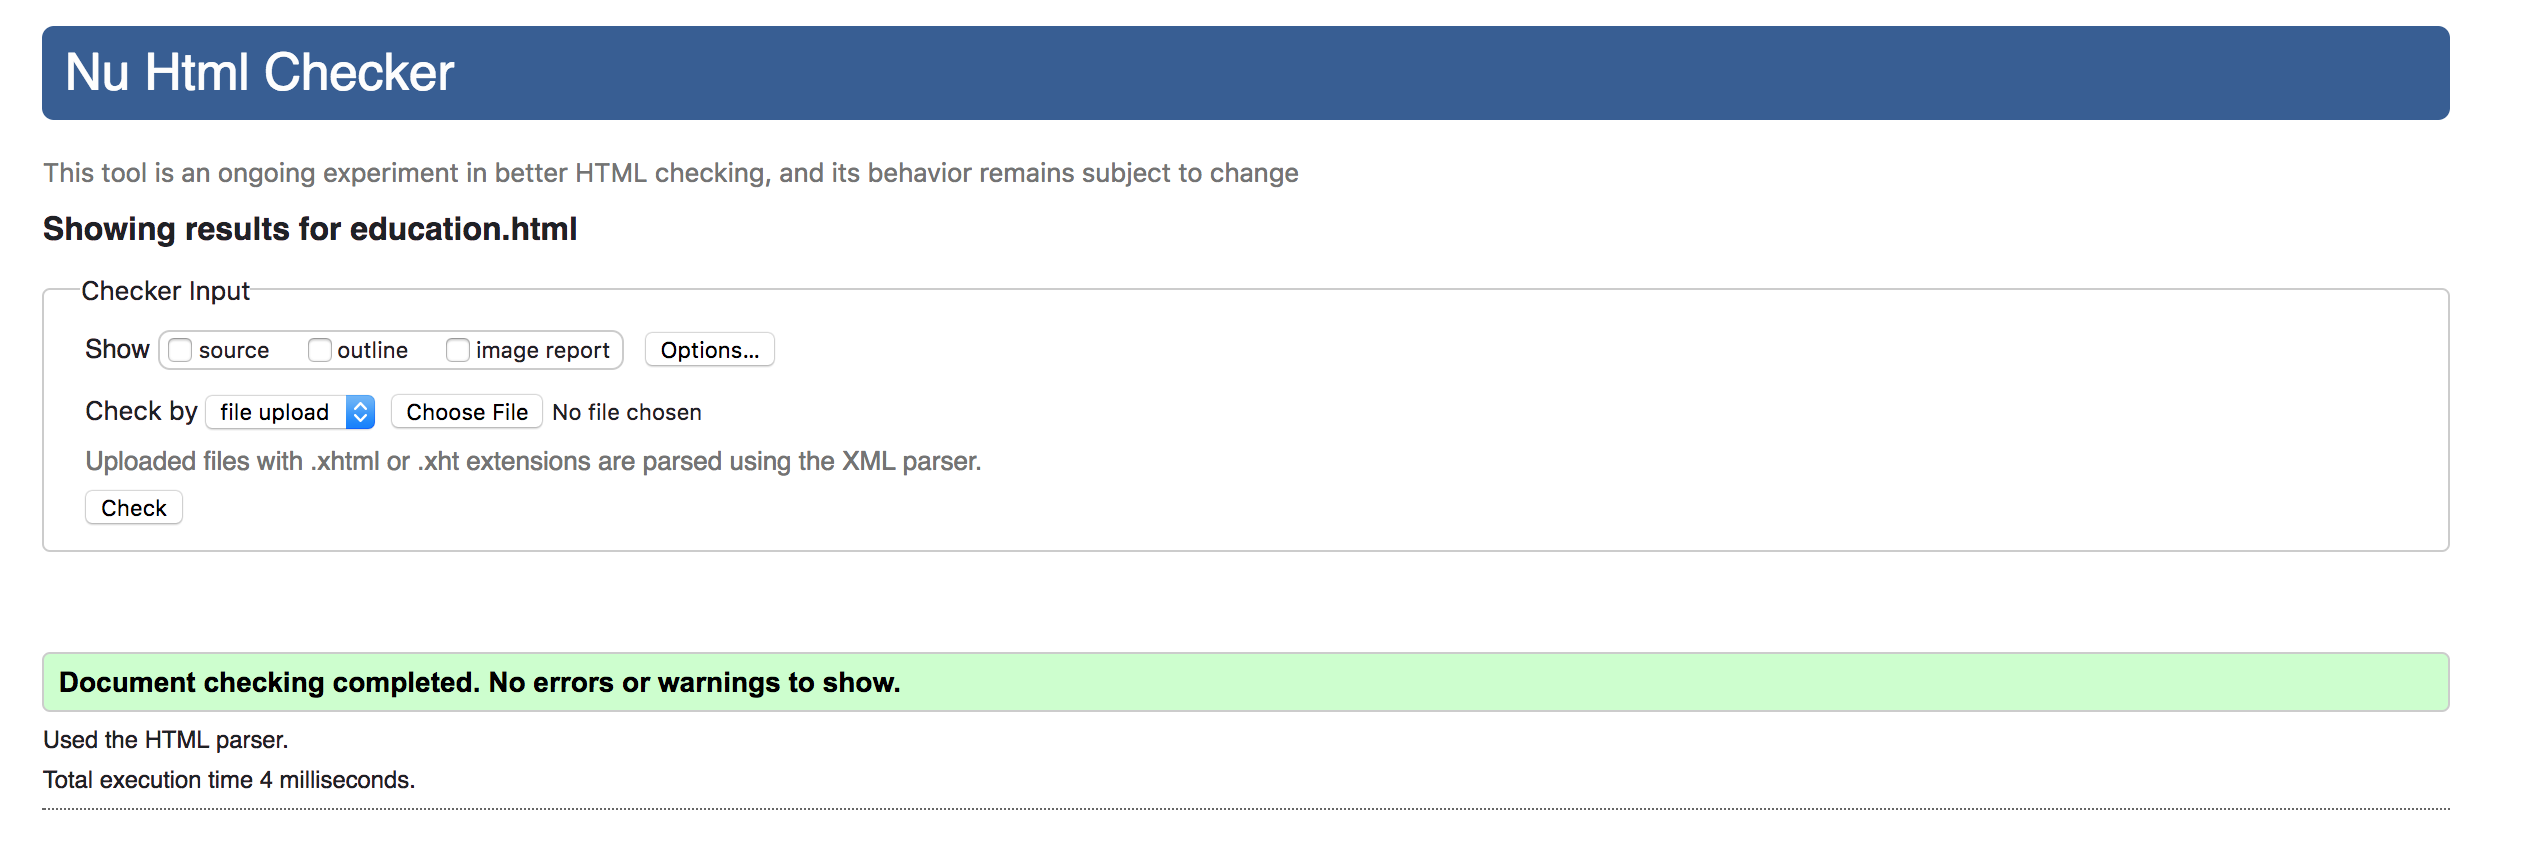 Nu Html Checker
This tool is an ongoing experiment in better HTML checking, and its behavior remains subject to change
Showing results for education.html
Checker Input
Show source outline image report Options...
Check by file upload Choose File No file chosen
Uploaded files with .xhtml or .xht extensions are parsed using the XML parser.
Check
Document checking completed. No errors or warnings to show.
Used the HTML parser.
Total execution time 4 milliseconds.